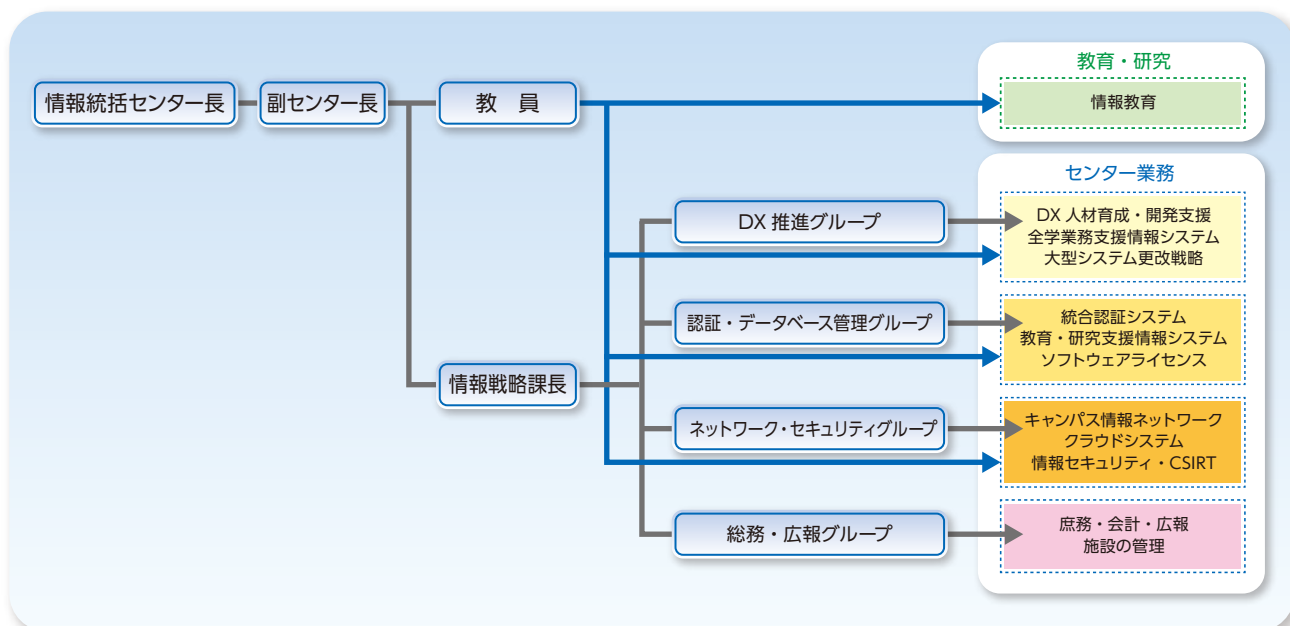 情報統括センター長
副センター長
教 員
教育・研究
情報教育
センター業務
DX 推進グループ
DX 人材育成・開発支援
全学業務支援情報システム
大型システム更改戦略
認証・データベース管理グループ
統合認証システム
教育・研究支援情報システム
ソフトウェアライセンス
情報戦略課長
ネットワーク・セキュリティグループ
キャンパス情報ネットワーク
クラウドシステム
情報セキュリティ・CSIRT
総務・広報グループ
庶務・会計・広報
施設の管理